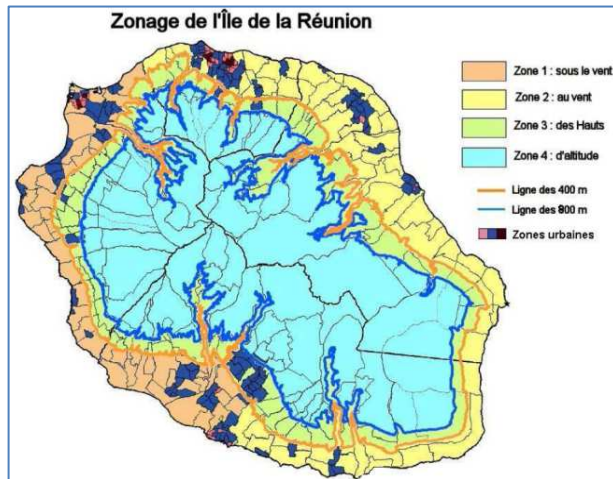 Zonage de l'Île de la Réunion
Zone 1 : sous le vent
Zone 2 : au vent
Zone 3 : des Hauts
Zone 4 : d'altitude
Ligne des 400 m
Ligne des 800 m
Zones urbaines